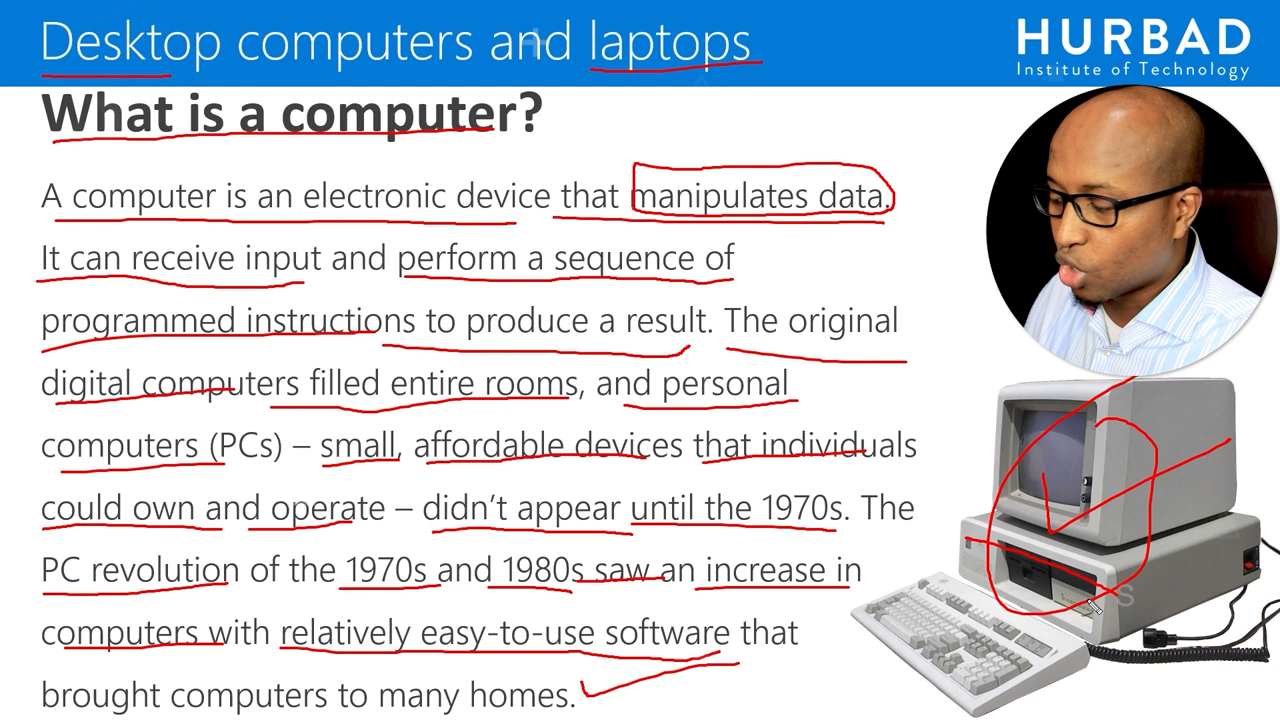 Desktop computers and laptops
HURBAD
Institute of Technology
What is a computer?
A computer is an electronic device that manipulates data.
It can receive input and perform a sequence of
programmed instructions to produce a result. The original
digital computers filled entire rooms, and personal
computers (PCs) – small, affordable devices that individuals
could own and operate – didn’t appear until the 1970s. The
PC revolution of the 1970s and 1980s saw an increase in
computers with relatively easy-to-use software that
brought computers to many homes.